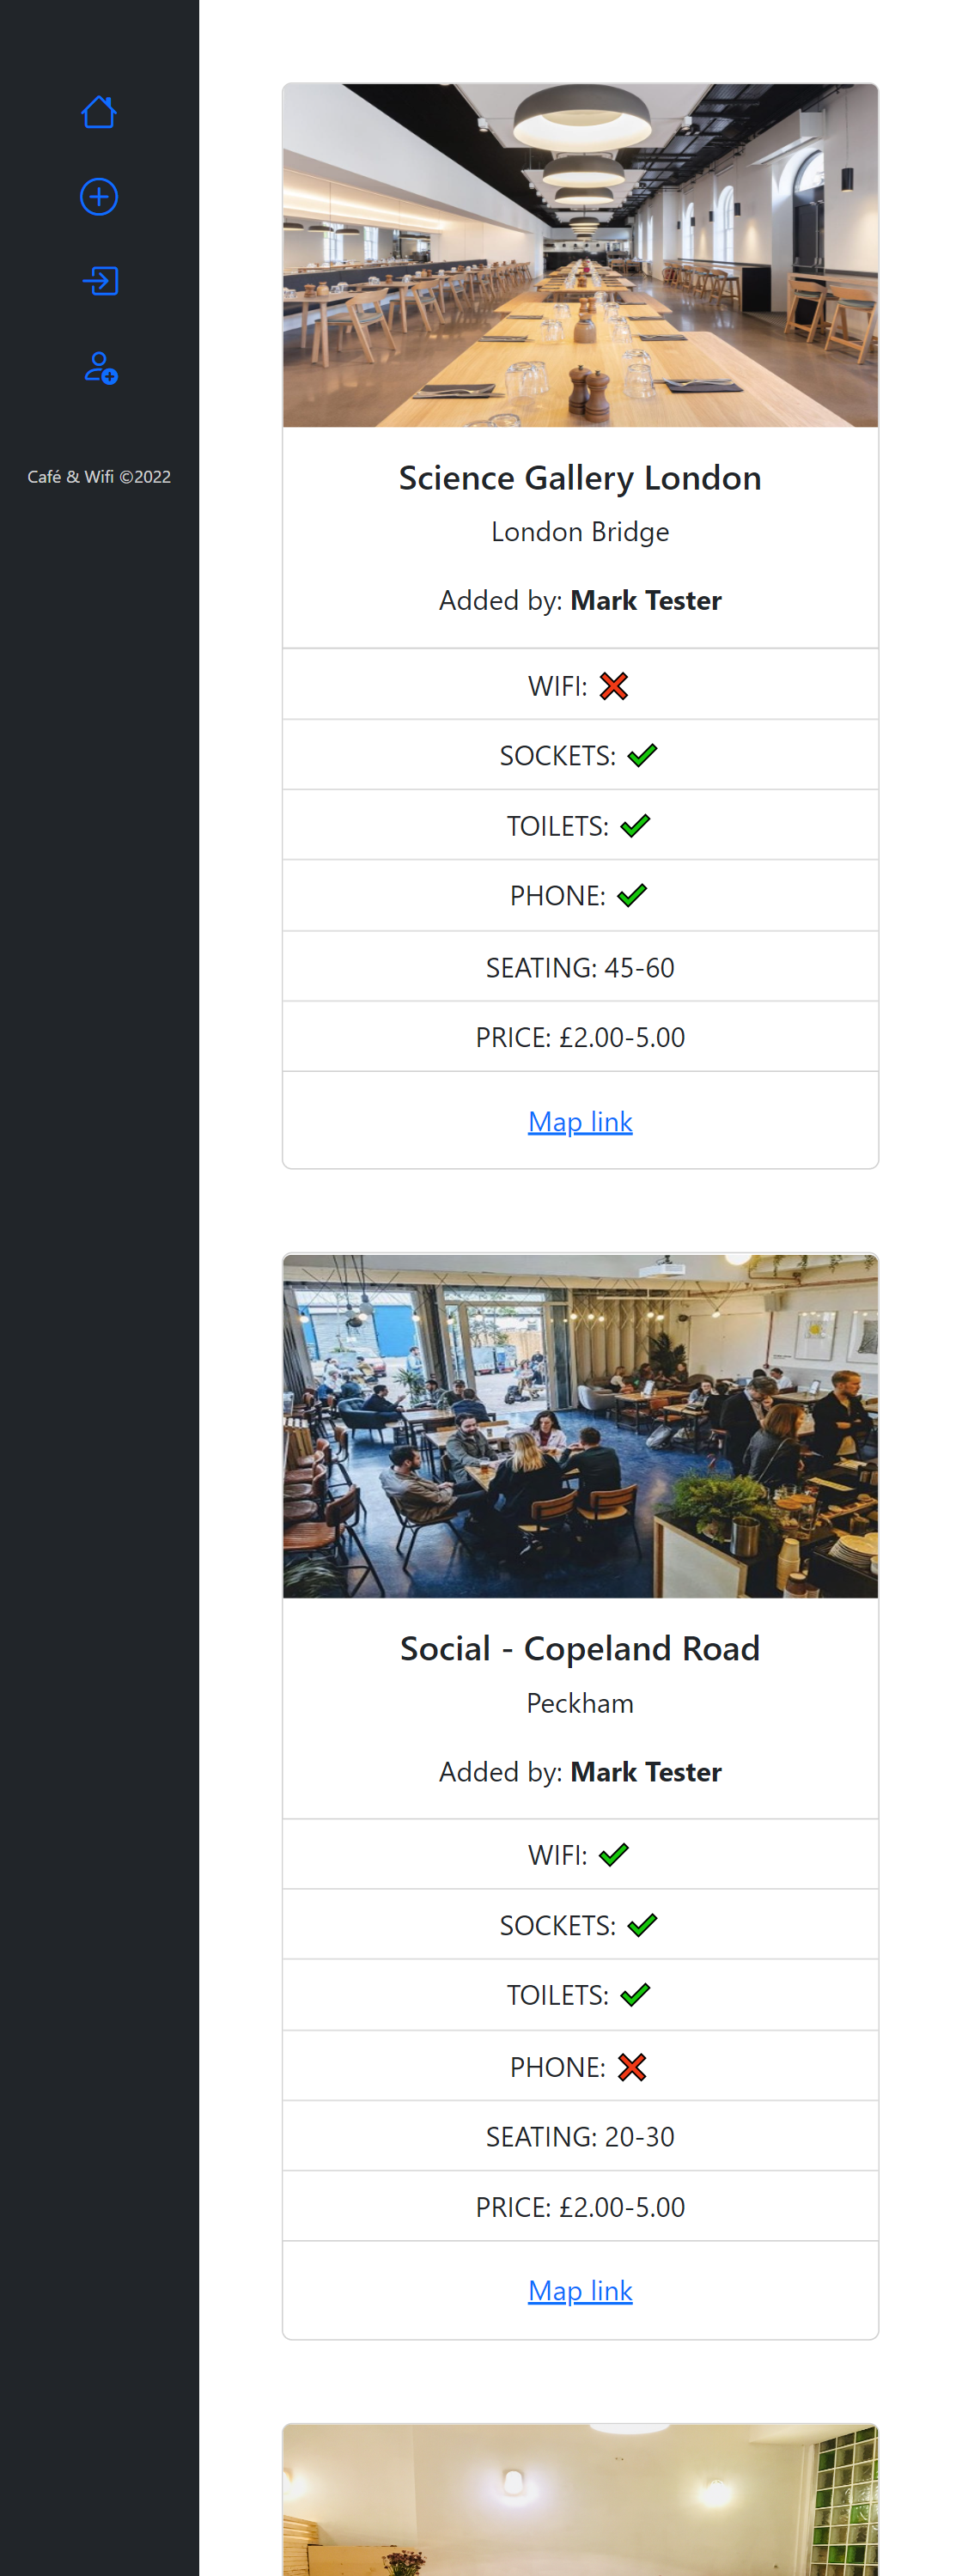 Café & Wifi ©2022
Science Gallery London
London Bridge
Added by: Mark Tester
WIFI:
SOCKETS:
TOILETS:
PHONE:
SEATING: 45-60
PRICE: £2.00-5.00
Map link
Social - Copeland Road
Peckham
Added by: Mark Tester
WIFI:
SOCKETS:
TOILETS:
PHONE:
SEATING: 20-30
PRICE: £2.00-5.00
Map link